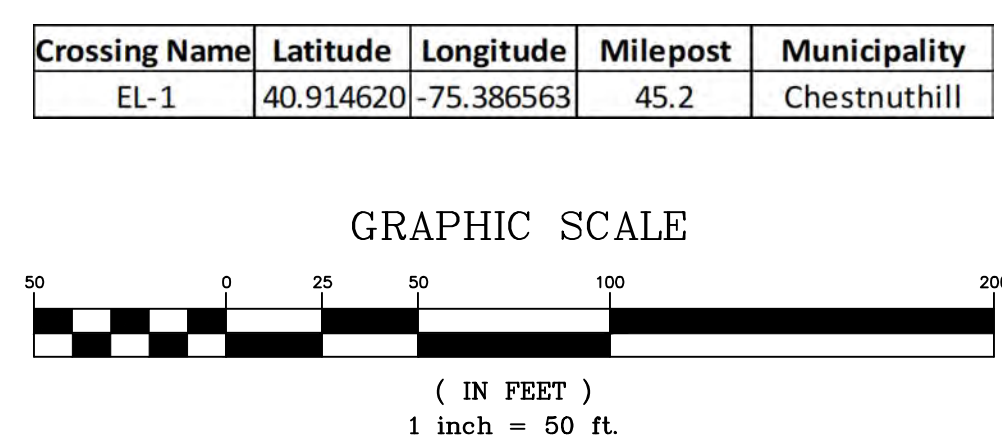 Crossing Name Latitude Longitude Milepost Municipality
EL-1 40.914620 -75.386563 45.2 Chestnuthill
GRAPHIC SCALE
50 0 25 50 100 200
( IN FEET )
1 inch = 50 ft.